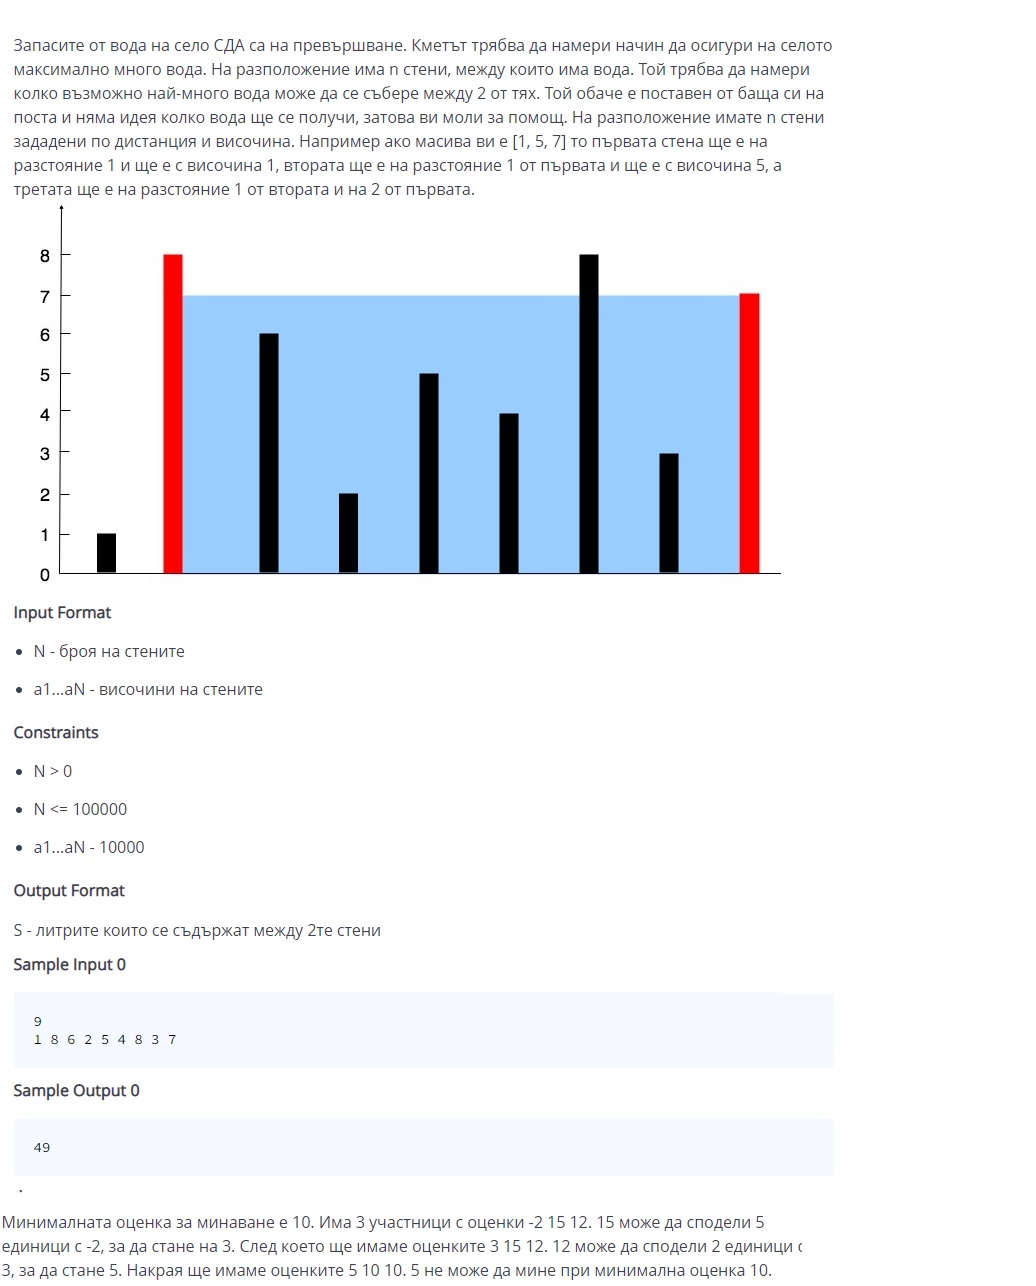 Запасите от вода на село СДА са на превършване. Кметът трябва да намери начин да осигури на селото
максимално много вода. На разположение има n стени, между които има вода. Той трябва да намери
колко възможно най-много вода може да се събере между 2 от тях. Той обаче е поставен от баща си на
поста и няма идея колко вода ще се получи, затова ви моли за помощ. На разположение имате n стени
зададени по дистанция и височина. Например ако масива ви е [1, 5, 7] то първата стена ще е на
разстояние 1 и ще е с височина 1, втората ще е на разстояние 1 от първата и ще е с височина 5, а
третата ще е на разстояние 1 от втората и на 2 от първата.
8
7
6
5
4
3
2
1
0
Input Format
• N - броя на стените
• a1...aN - височини на стените
Constraints
• N > 0
• N <= 100000
• a1...aN - 10000
Output Format
S - литрите които се съдържат между 2те стени
Sample Input 0
9
1 8 6 2 5 4 8 3 7
Sample Output 0
49
.
Минималната оценка за минаване е 10. Има 3 участници с оценки -2 15 12. 15 може да сподели 5
единици с -2, за да стане на 3. След което ще имаме оценките 3 15 12. 12 може да сподели 2 единици с
3, за да стане 5. Накрая ще имаме оценките 5 10 10. 5 не може да мине при минимална оценка 10.